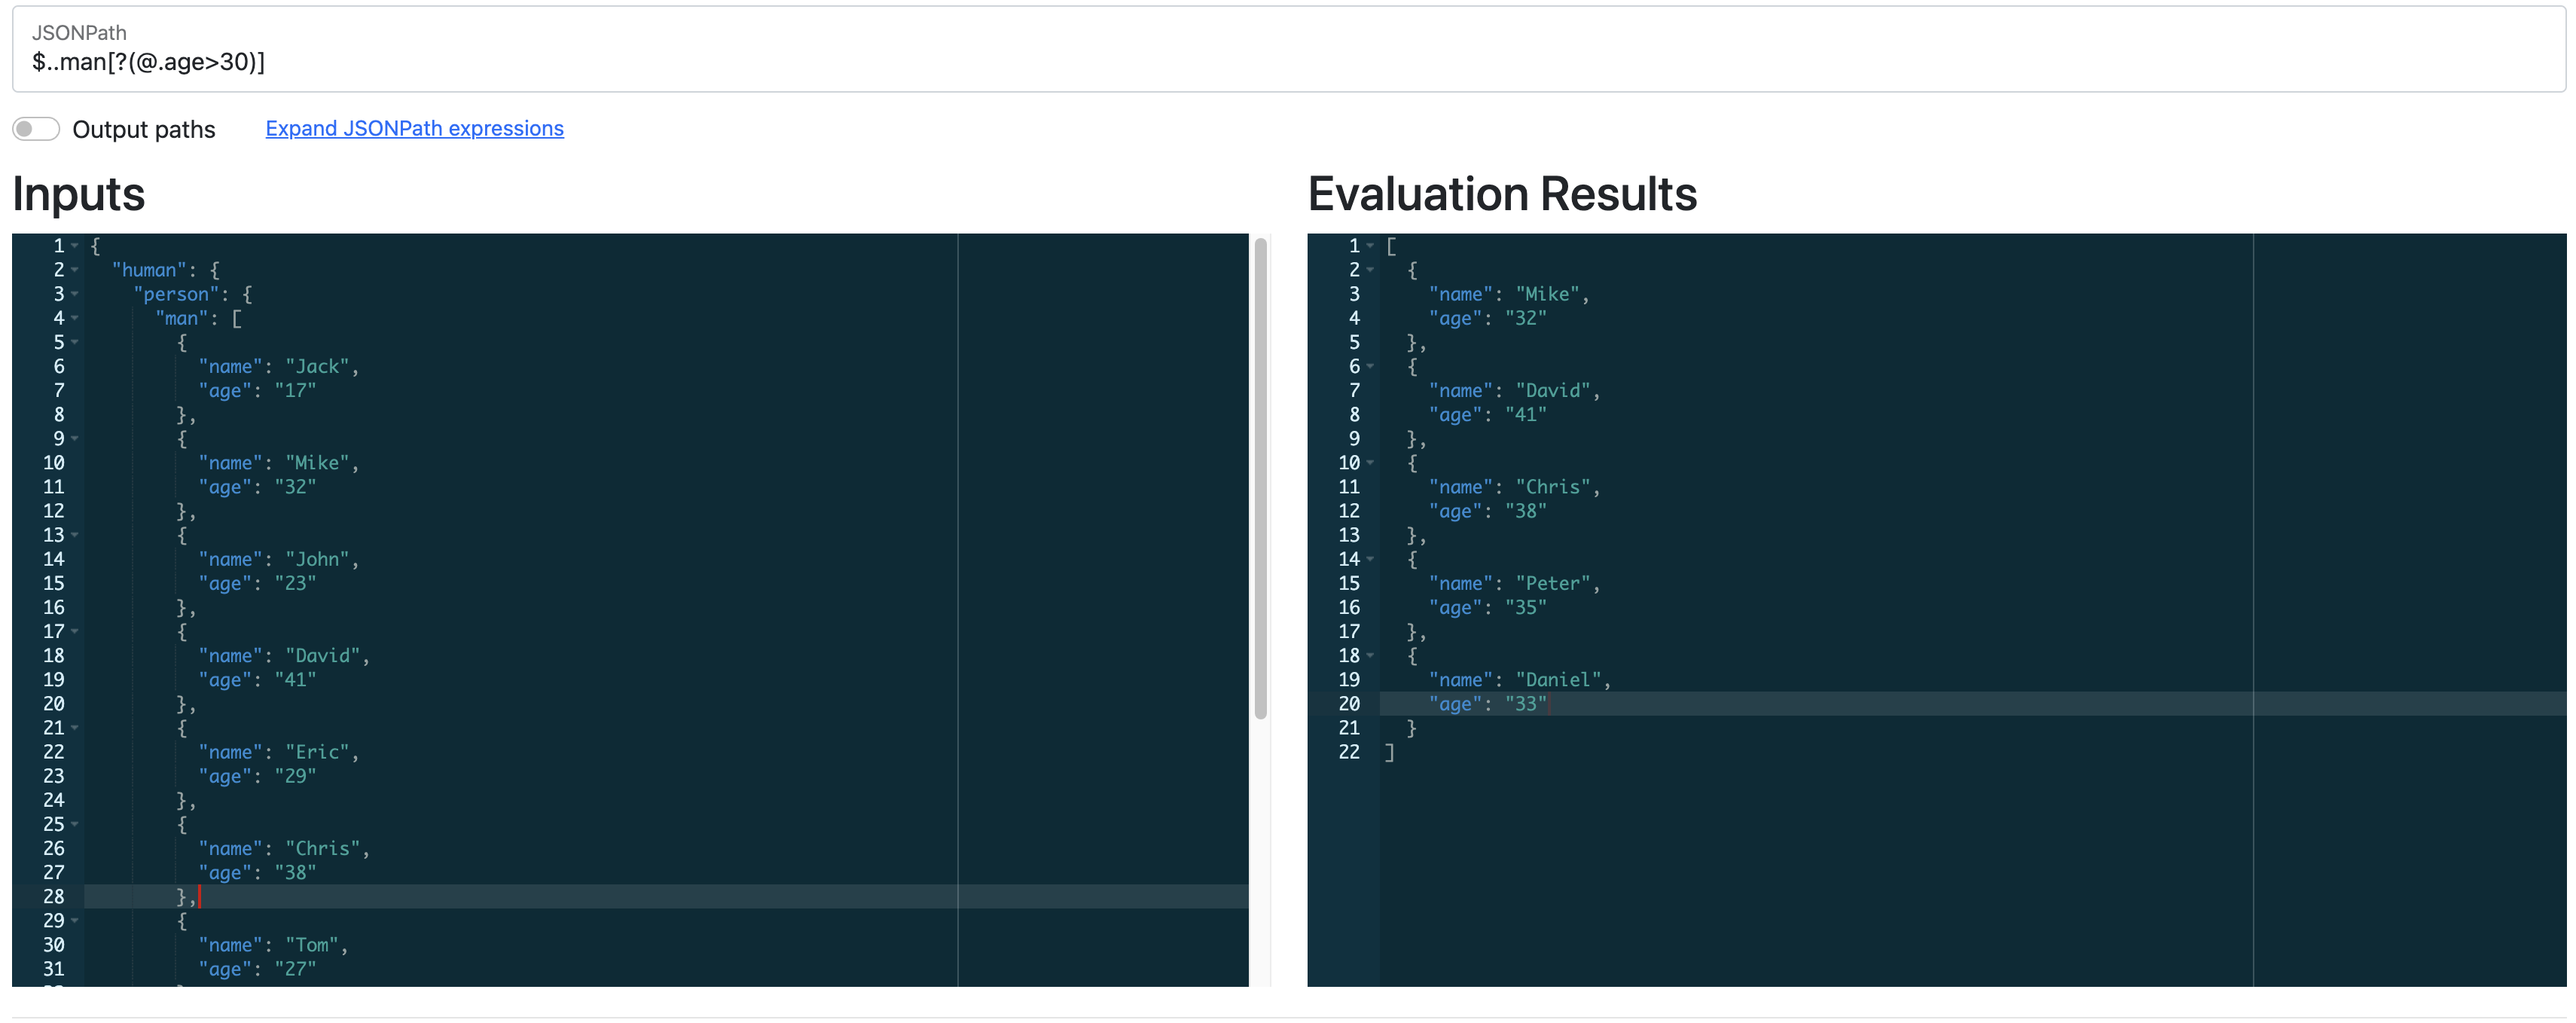 JSONPath
$..man[?(@.age>30)]
Output paths
Expand JSONPath expressions
Inputs
1 {
2 "human": {
3 "person": {
4 "man": [
5 {
6 "name": "Jack",
7 "age": "17"
8 },
9 {
10 "name": "Mike",
11 "age": "32"
12 },
13 {
14 "name": "John",
15 "age": "23"
16 },
17 {
18 "name": "David",
19 "age": "41"
20 },
21 {
22 "name": "Eric",
23 "age": "29"
24 },
25 {
26 "name": "Chris",
27 "age": "38"
28 },
29 {
30 "name": "Tom",
31 "age": "27"
Evaluation Results
1 [
2 {
3 "name": "Mike",
4 "age": "32"
5 },
6 {
7 "name": "David",
8 "age": "41"
9 },
10 {
11 "name": "Chris",
12 "age": "38"
13 },
14 {
15 "name": "Peter",
16 "age": "35"
17 },
18 {
19 "name": "Daniel",
20 "age": "33"
21 }
22 ]